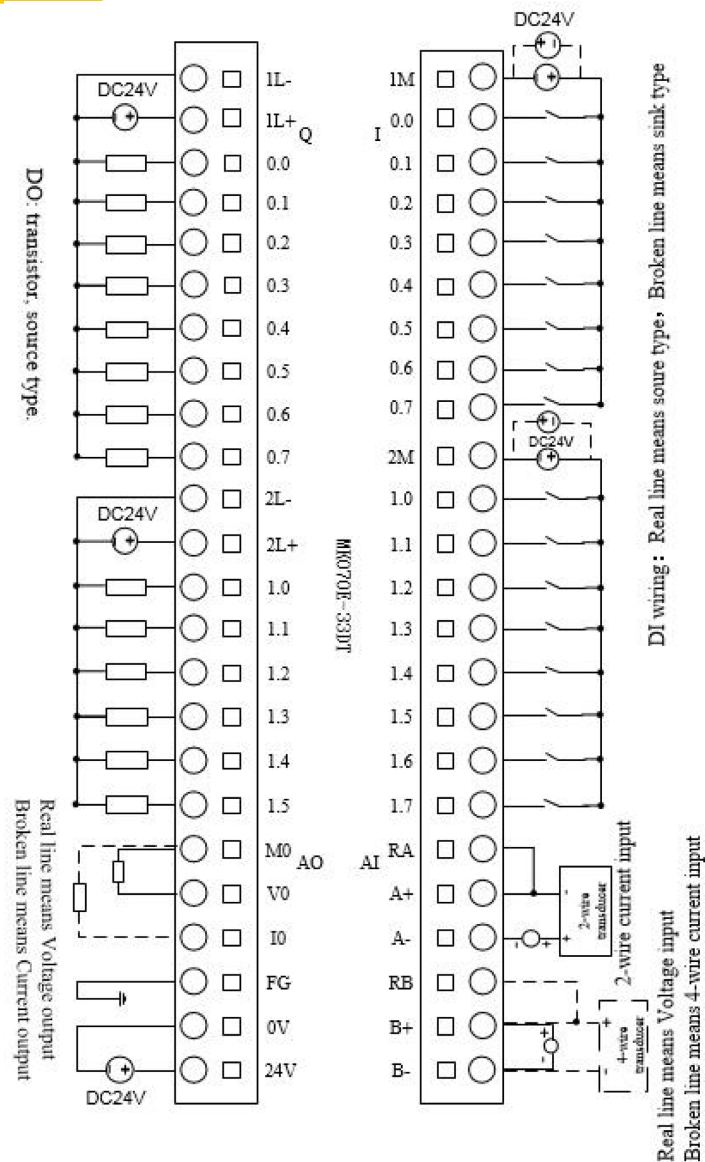 DC24V
1L-
1M
DC24V
1L+
Q
I
0.0
0.0
0.1
0.1
0.2
0.2
0.3
0.3
0.4
0.4
0.5
0.5
0.6
0.6
0.7
0.7
DC24V
2M
2L-
1.0
DC24V
2L+
1.1
1.0
1.2
1.1
1.3
1.2
1.4
1.3
1.5
1.4
1.6
1.5
1.7
M0
AO
AI
RA
V0
A+
I0
A-
FG
RB
0V
B+
24V
B-
DC24V
MK070E-33DT
DO: transistor, source type.
Real line means Voltage output
Broken line means Current output
DI wiring: Real line means soure type, Broken line means sink type
2-wire
transducer
2-wire current input
4-wire
transducer
Real line means Voltage input
Broken line means 4-wire current input